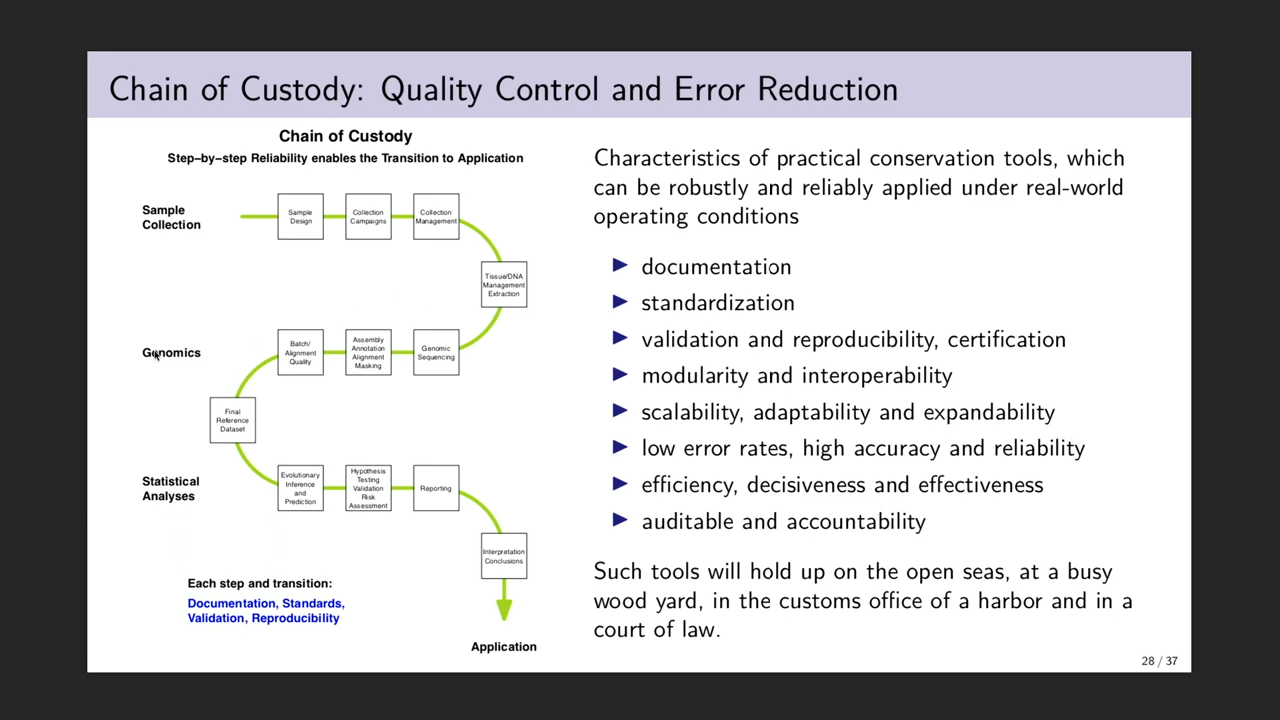 Chain of Custody: Quality Control and Error Reduction
Chain of Custody
Step–by–step Reliability enables the Transition to Application
Sample
Collection
Sample
Design
Collection
Campaigns
Collection
Management
Tissue/DNA
Management
Extraction
Genomics
Batch/
Alignment
Quality
Assembly
Annotation
Alignment
Masking
Genomic
Sequencing
Final
Reference
Dataset
Statistical
Analyses
Evolutionary
Inference
and
Prediction
Hypothesis
Testing
Validation
Risk
Assessment
Reporting
Interpretation
Conclusions
Each step and transition:
Documentation, Standards,
Validation, Reproducibility
Application
Characteristics of practical conservation tools, which
can be robustly and reliably applied under real-world
operating conditions
documentation
standardization
validation and reproducibility, certification
modularity and interoperability
scalability, adaptability and expandability
low error rates, high accuracy and reliability
efficiency, decisiveness and effectiveness
auditable and accountability
Such tools will hold up on the open seas, at a busy
wood yard, in the customs office of a harbor and in a
court of law.
28 / 37